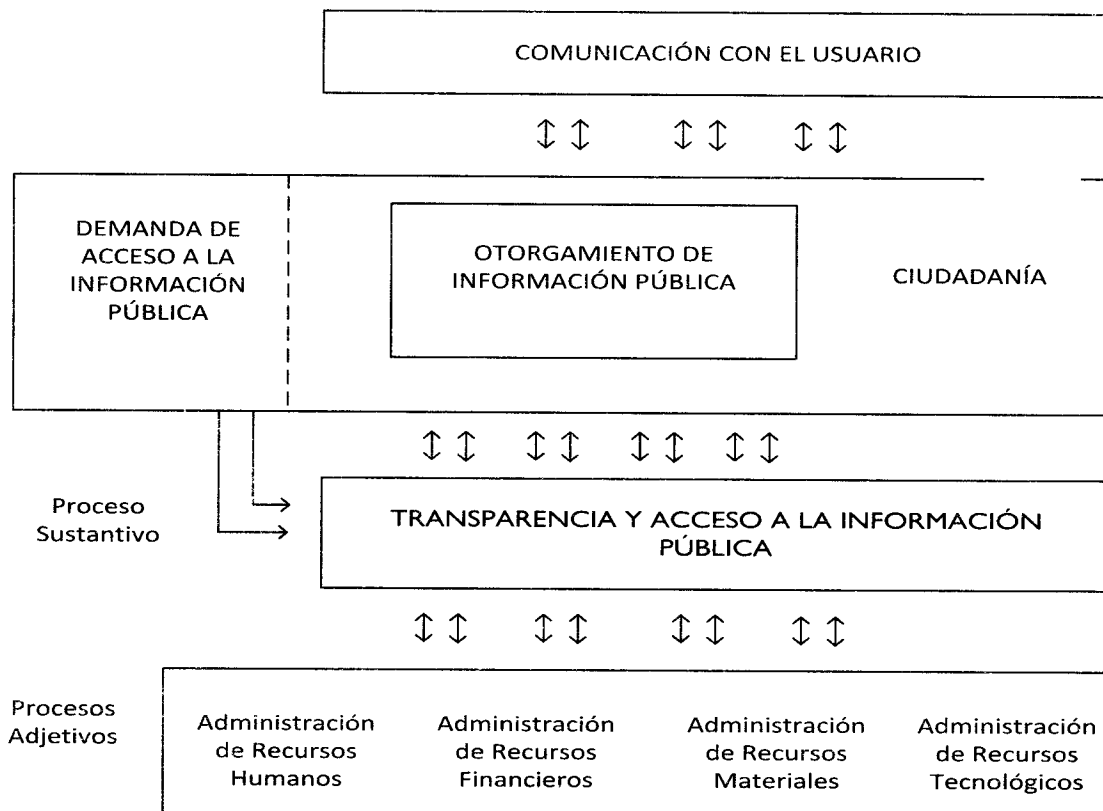 COMUNICACIÓN CON EL USUARIO
DEMANDA DE
ACCESO A LA
INFORMACIÓN
PÚBLICA
OTORGAMIENTO DE
INFORMACIÓN PÚBLICA
CIUDADANÍA
Proceso
Sustantivo
TRANSPARENCIA Y ACCESO A LA INFORMACIÓN
PÚBLICA
Procesos
Adjetivos
Administración
de Recursos
Humanos
Administración
de Recursos
Financieros
Administración
de Recursos
Materiales
Administración
de Recursos
Tecnológicos